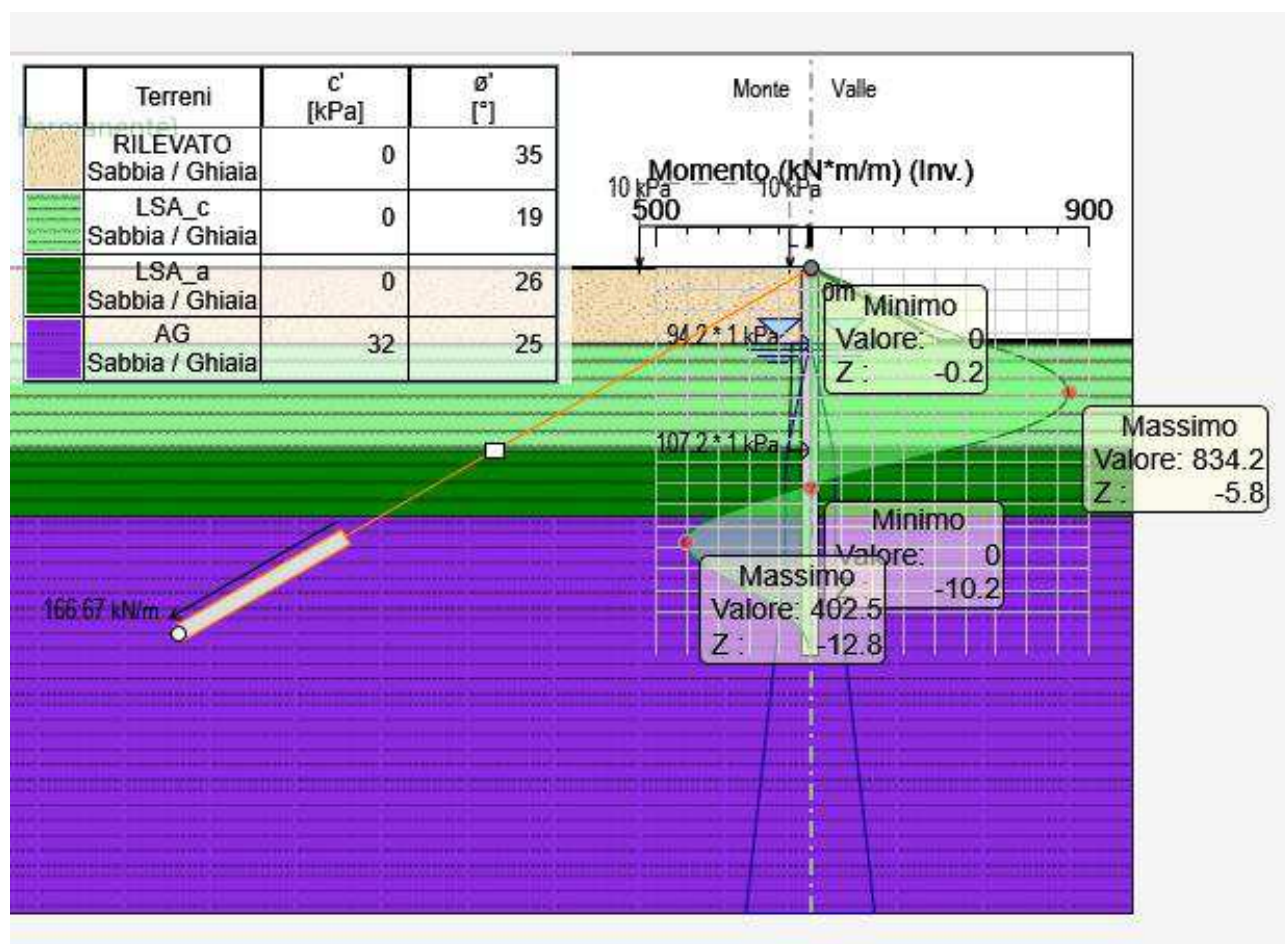 Terreni
c'
[kPa]
ø'
[°]
Permanente)
RILEVATO
Sabbia / Ghiaia
0
35
LSA_c
Sabbia / Ghiaia
0
19
LSA_a
Sabbia / Ghiaia
0
26
AG
Sabbia / Ghiaia
32
25
Monte
Valle
Momento (kN*m/m) (Inv.)
10 kPa
10 kPa
500
900
0m
Minimo
Valore: 0
Z : -0.2
94.2 * 1 kPa
107.2 * 1 kPa
Massimo
Valore: 834.2
Z : -5.8
Minimo
Valore: 0
-10.2
Massimo
Valore: 402.5
Z : -12.8
166.67 kN/m